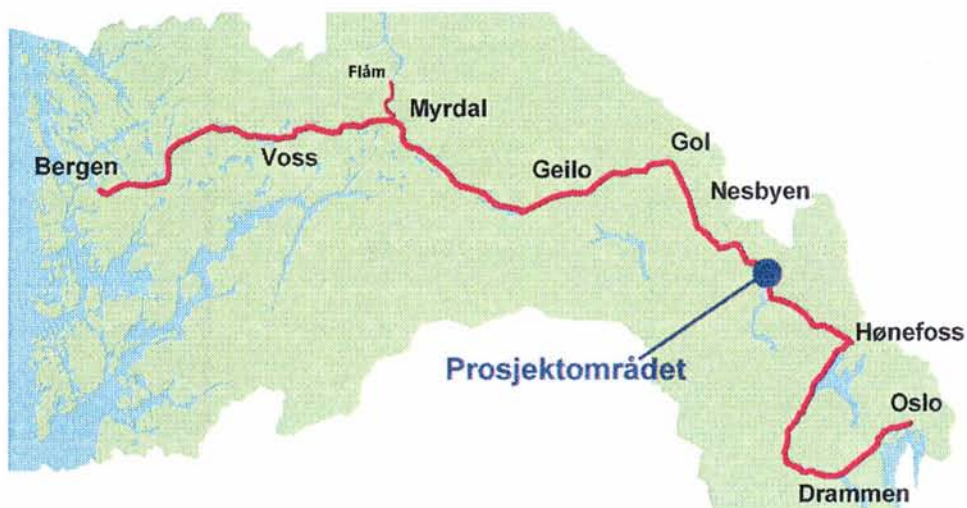 Flåm
Myrdal
Bergen
Voss
Geilo
Gol
Nesbyen
Prosjektområdet
Hønefoss
Oslo
Drammen